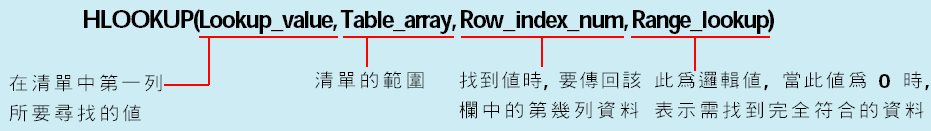 HLOOKUP(Lookup_value, Table_array, Row_index_num, Range_lookup)
在清單中第一列
所要尋找的值
清單的範圍
找到值時, 要傳回該
欄中的第幾列資料
此為邏輯值, 當此值為 0 時,
表示需找到完全符合的資料